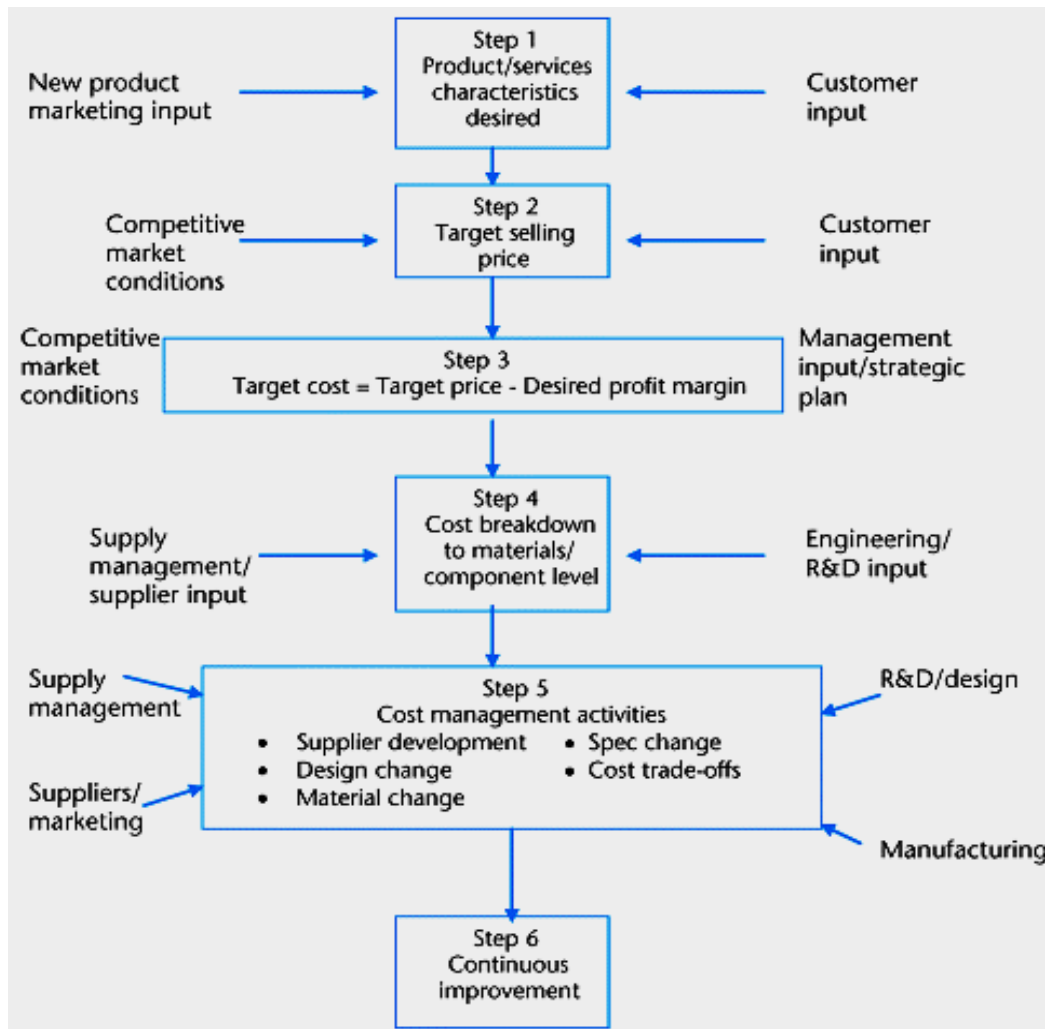 Step 1
Product/services
characteristics
desired
New product
marketing input
Customer
input
Step 2
Target selling
price
Competitive
market
conditions
Customer
input
Competitive
market
conditions
Step 3
Target cost = Target price - Desired profit margin
Management
input/strategic
plan
Step 4
Cost breakdown
to materials/
component level
Supply
management/
supplier input
Engineering/
R&D input
Supply
management
Suppliers/
marketing
Step 5
Cost management activities
• Supplier development
• Design change
• Material change
• Spec change
• Cost trade-offs
R&D/design
Manufacturing
Step 6
Continuous
improvement